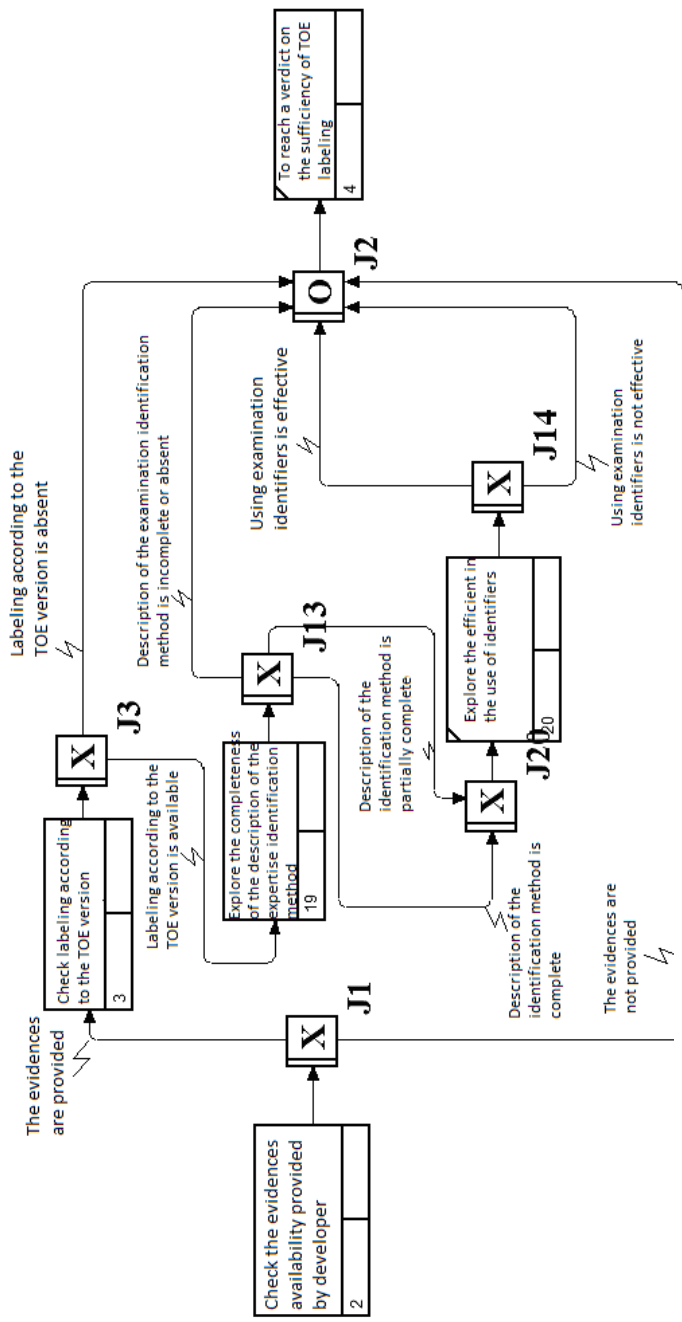 The evidences
are provided
Check labeling according
to the TOE version
3
X
J3
Labeling according to the
TOE version is absent
Labeling according to the
TOE version is available
Check the evidences
availability provided
by developer
2
X
J1
Explore the completeness
of the description of the
expertise identification
method
19
X
J13
Description of the examination identification
method is incomplete or absent
Description of the
identification method is
partially complete
Description of the
identification method is
complete
X
J20
Explore the efficient in
the use of identifiers
20
X
J14
Using examination
identifiers is effective
Using examination
identifiers is not effective
The evidences are
not provided
O
J2
To reach a verdict on
the sufficiency of TOE
labeling
4